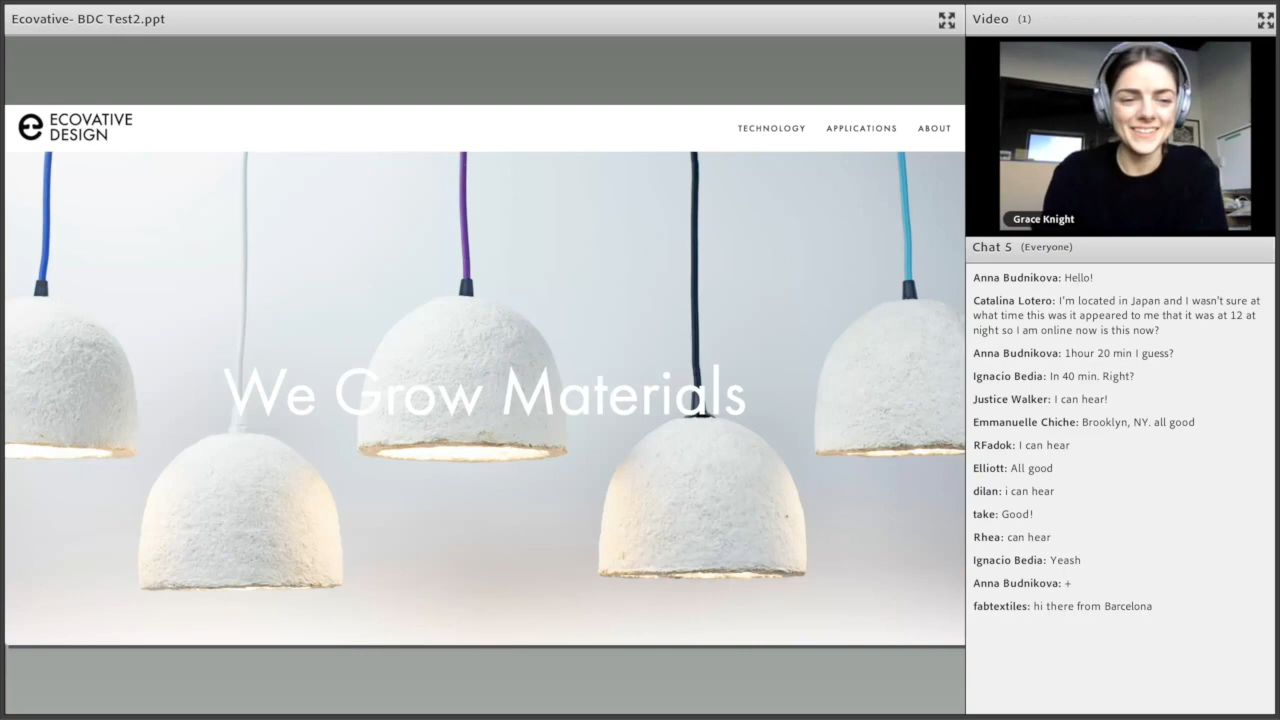 Ecovative- BDC Test2.ppt
ECOVATIVE
DESIGN
TECHNOLOGY APPLICATIONS ABOUT
We Grow Materials
Video (1)
Grace Knight
Chat 5 (Everyone)
Anna Budnikova: Hello!
Catalina Lotero: I'm located in Japan and I wasn't sure at
what time this was it appeared to me that it was at 12 at
night so I am online now is this now?
Anna Budnikova: 1hour 20 min I guess?
Ignacio Bedia: In 40 min. Right?
Justice Walker: I can hear!
Emmanuelle Chiche: Brooklyn, NY. all good
RFadok: I can hear
Elliott: All good
dilan: i can hear
take: Good!
Rhea: can hear
Ignacio Bedia: Yeash
Anna Budnikova: +
fabtextiles: hi there from Barcelona